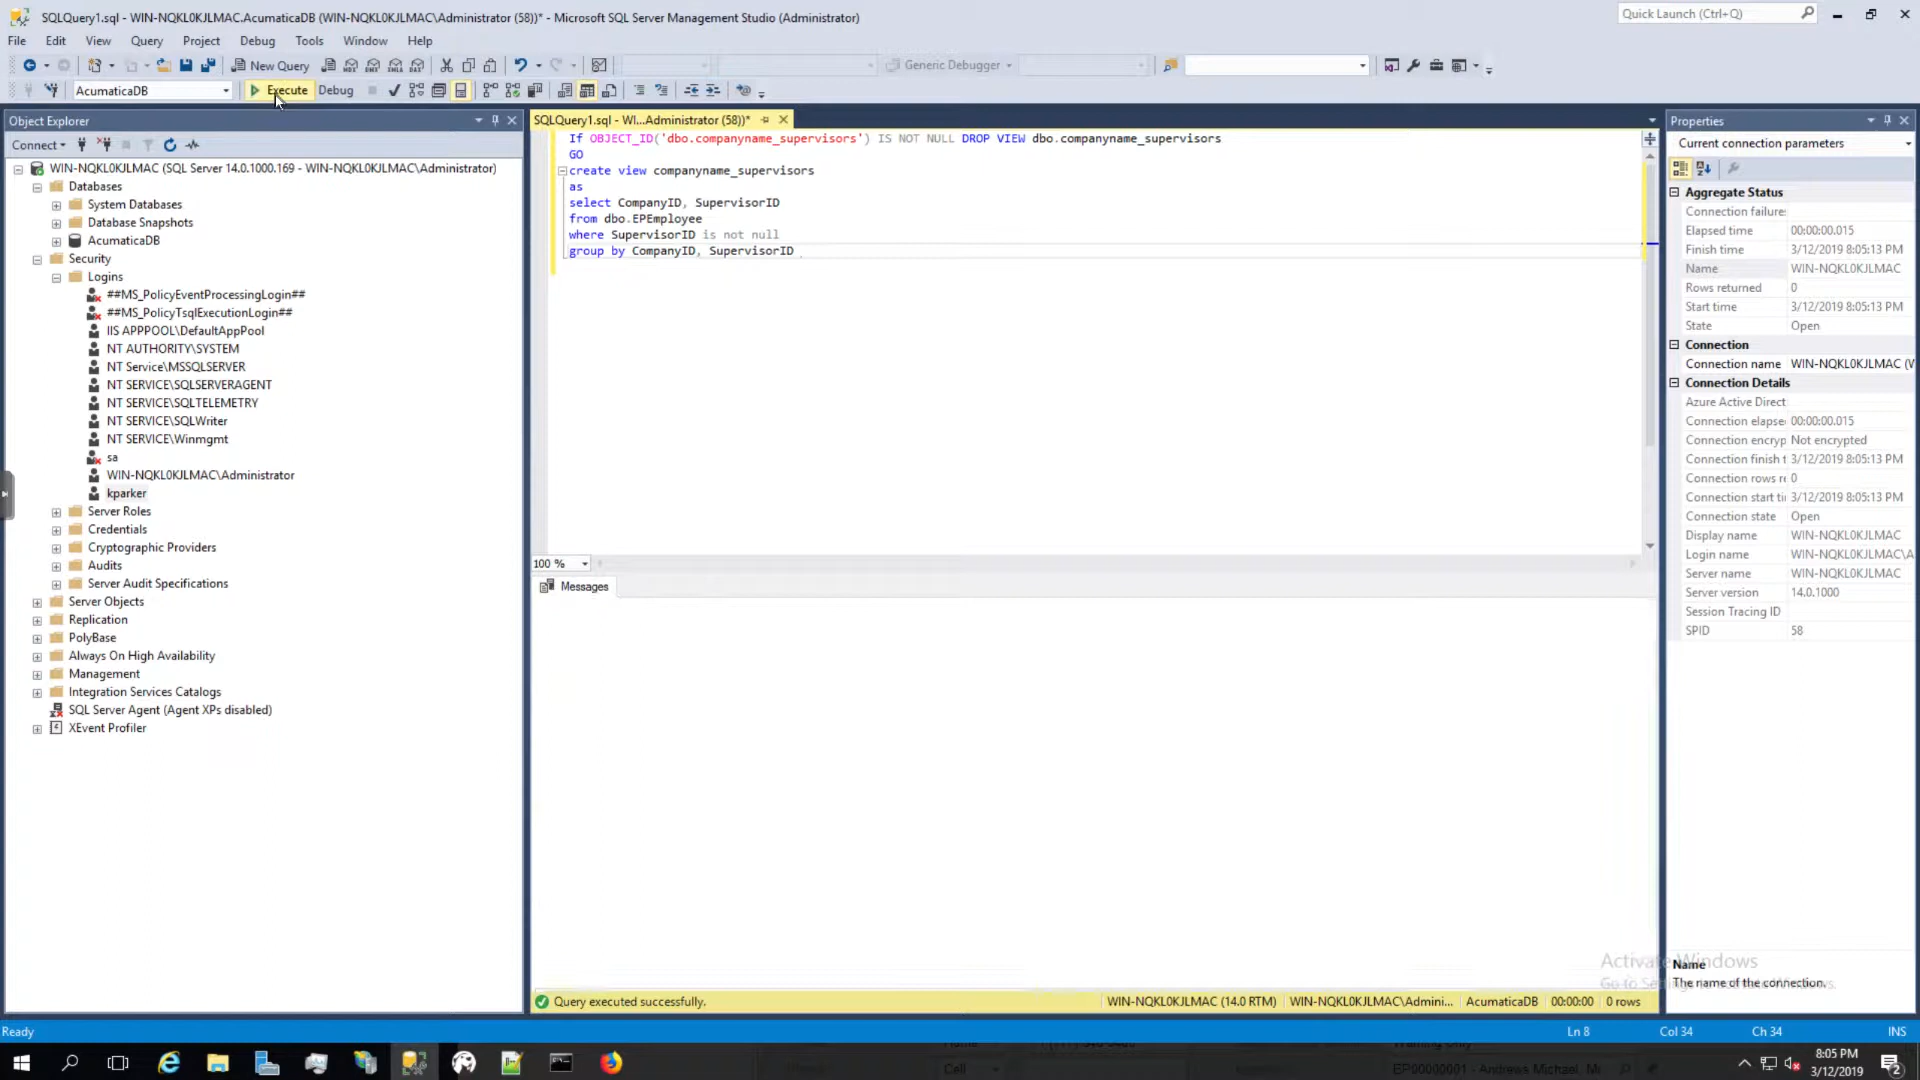 SQLQuery1.sql - WIN-NQKL0KJLMAC.AcumaticaDB (WIN-NQKL0KJLMAC\Administrator (58))* - Microsoft SQL Server Management Studio (Administrator)
Quick Launch (Ctrl+Q)
File Edit View Query Project Debug Tools Window Help
New Query
Generic Debugger
AcumaticaDB
Execute Debug
Object Explorer
Connect
WIN-NQKL0KJLMAC (SQL Server 14.0.1000.169 - WIN-NQKL0KJLMAC\Administrator)
Databases
System Databases
Database Snapshots
AcumaticaDB
Security
Logins
##MS_PolicyEventProcessingLogin##
##MS_PolicyTsqlExecutionLogin##
IIS APPPOOL\DefaultAppPool
NT AUTHORITY\SYSTEM
NT Service\MSSQLSERVER
NT SERVICE\SQLSERVERAGENT
NT SERVICE\SQLTELEMETRY
NT SERVICE\SQLWriter
NT SERVICE\Winmgmt
sa
WIN-NQKL0KJLMAC\Administrator
kparker
Server Roles
Credentials
Cryptographic Providers
Audits
Server Audit Specifications
Server Objects
Replication
PolyBase
Always On High Availability
Management
Integration Services Catalogs
SQL Server Agent (Agent XPs disabled)
XEvent Profiler
SQLQuery1.sql - WI...Administrator (58))*
If OBJECT_ID('dbo.companyname_supervisors') IS NOT NULL DROP VIEW dbo.companyname_supervisors
GO
create view companyname_supervisors
as
select CompanyID, SupervisorID
from dbo.EPEmployee
where SupervisorID is not null
group by CompanyID, SupervisorID
100 %
Messages
Query executed successfully.
WIN-NQKL0KJLMAC (14.0 RTM) WIN-NQKL0KJLMAC\Admini... AcumaticaDB 00:00:00 0 rows
Properties
Current connection parameters
Aggregate Status
Connection failures
Elapsed time 00:00:00.015
Finish time 3/12/2019 8:05:13 PM
Name WIN-NQKL0KJLMAC
Rows returned 0
Start time 3/12/2019 8:05:13 PM
State Open
Connection
Connection name WIN-NQKL0KJLMAC (W
Connection Details
Azure Active Direct
Connection elapse 00:00:00.015
Connection encryp Not encrypted
Connection finish t 3/12/2019 8:05:13 PM
Connection rows r 0
Connection start ti 3/12/2019 8:05:13 PM
Connection state Open
Display name WIN-NQKL0KJLMAC
Login name WIN-NQKL0KJLMAC\A
Server name WIN-NQKL0KJLMAC
Server version 14.0.1000
Session Tracing ID
SPID 58
Activate Windows
Name
The name of the connection.
Ready
Ln 8 Col 34 Ch 34 INS
Cell
EP00000001 - Andrews Michael, Mr
8:05 PM
3/12/2019
2